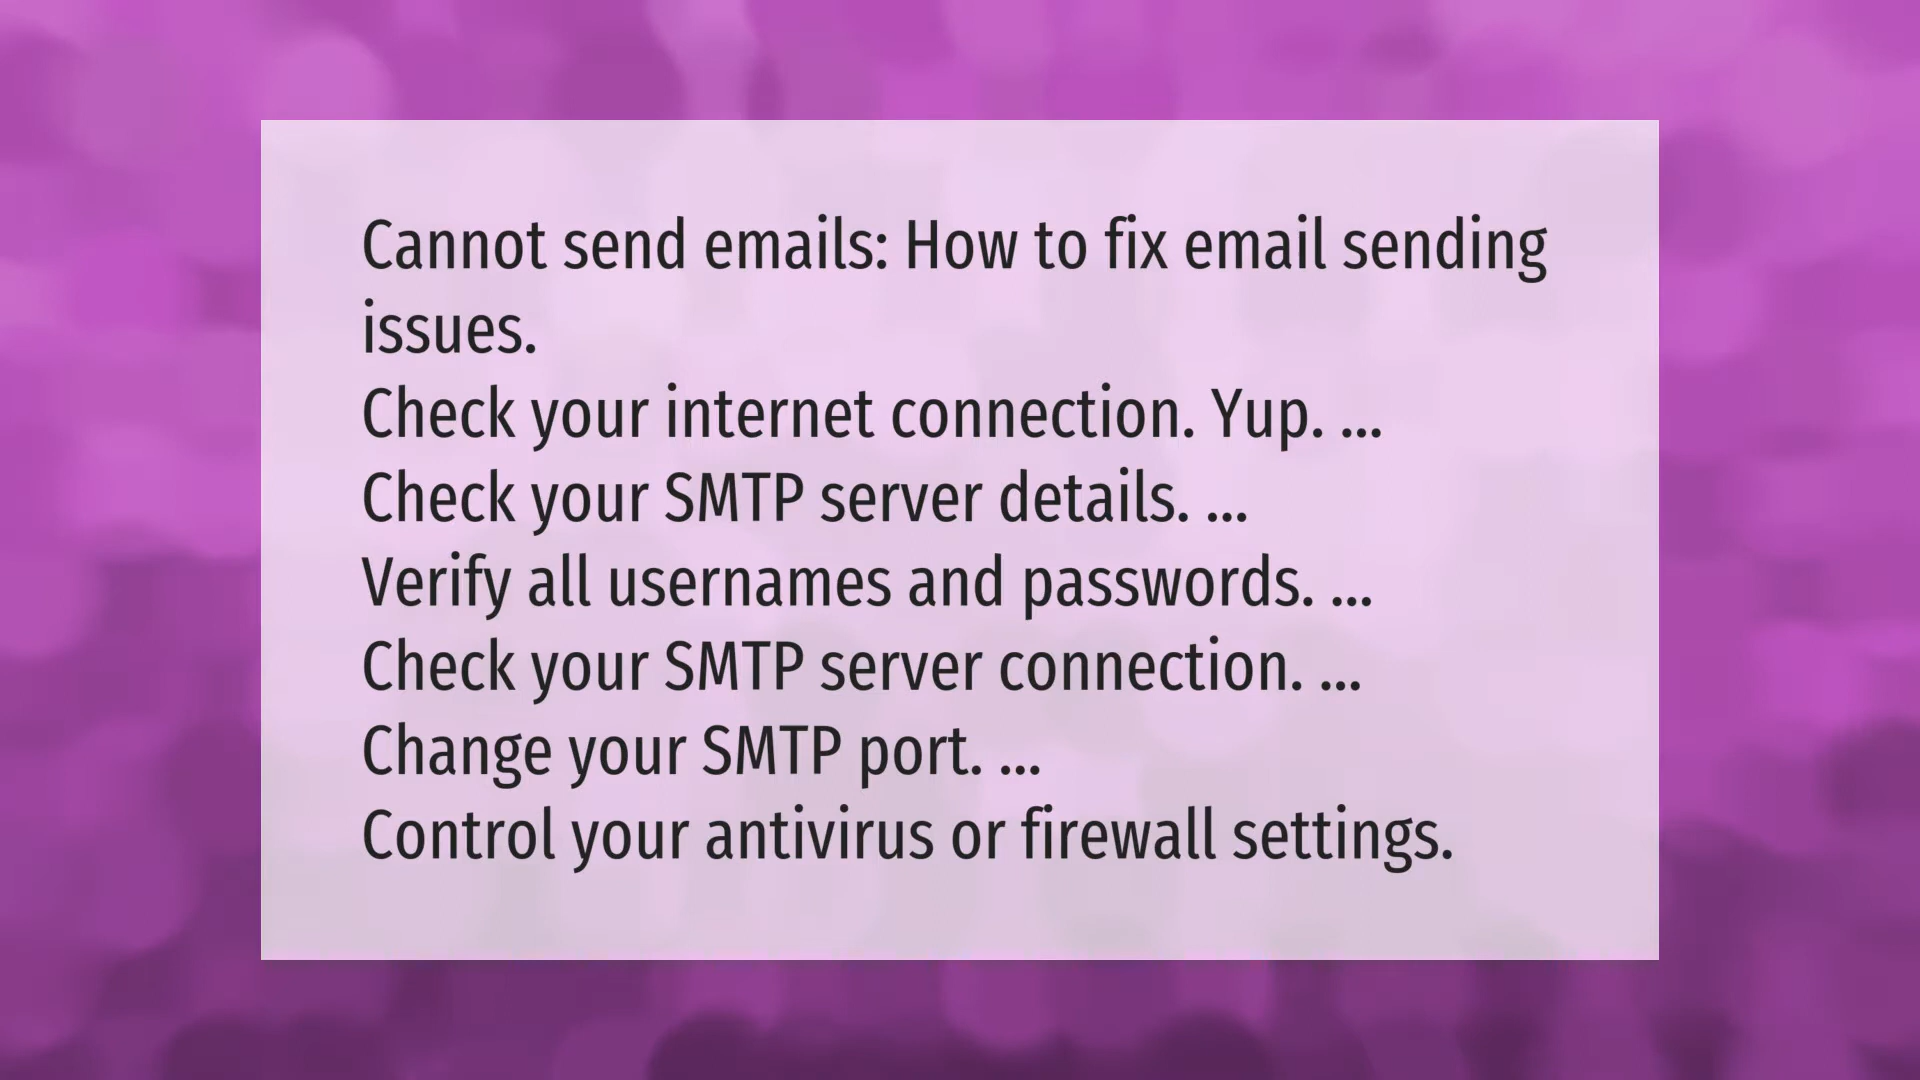 Cannot send emails: How to fix email sending
issues.
Check your internet connection. Yup. ...
Check your SMTP server details. ...
Verify all usernames and passwords. ...
Check your SMTP server connection. ...
Change your SMTP port. ...
Control your antivirus or firewall settings.